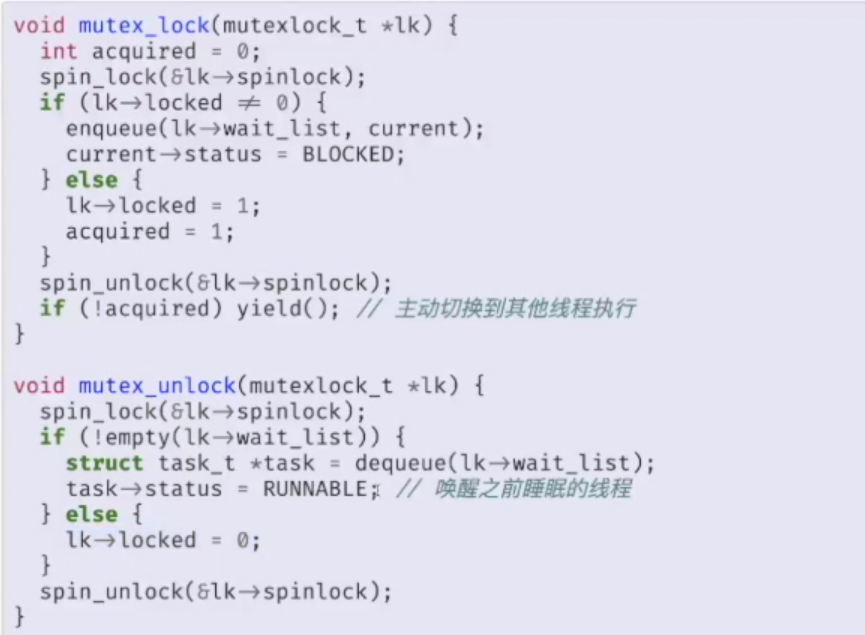 void mutex_lock(mutexlock_t *lk) {
  int acquired = 0;
  spin_lock(&lk→spinlock);
  if (lk→locked ≠ 0) {
    enqueue(lk→wait_list, current);
    current→status = BLOCKED;
  } else {
    lk→locked = 1;
    acquired = 1;
  }
  spin_unlock(&lk→spinlock);
  if (!acquired) yield(); // 主动切换到其他线程执行
}

void mutex_unlock(mutexlock_t *lk) {
  spin_lock(&lk→spinlock);
  if (!empty(lk→wait_list)) {
    struct task_t *task = dequeue(lk→wait_list);
    task→status = RUNNABLE; // 唤醒之前睡眠的线程
  } else {
    lk→locked = 0;
  }
  spin_unlock(&lk→spinlock);
}